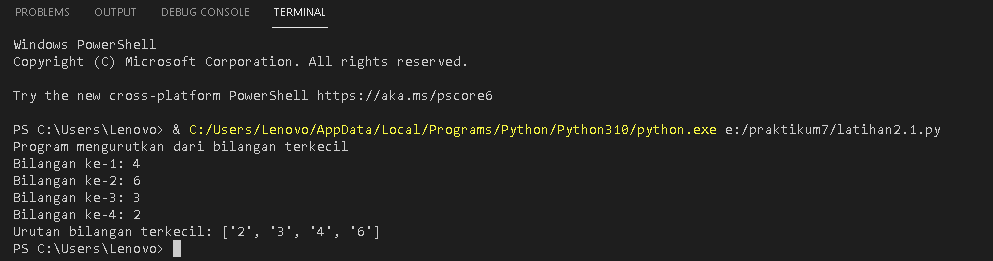 PROBLEMS OUTPUT DEBUG CONSOLE TERMINAL
Windows PowerShell
Copyright (C) Microsoft Corporation. All rights reserved.
Try the new cross-platform PowerShell https://aka.ms/pscore6
PS C:\Users\Lenovo> & C:/Users/Lenovo/AppData/Local/Programs/Python/Python310/python.exe e:/praktikum7/latihan2.1.py
Program mengurutkan dari bilangan terkecil
Bilangan ke-1: 4
Bilangan ke-2: 6
Bilangan ke-3: 3
Bilangan ke-4: 2
Urutan bilangan terkecil: ['2', '3', '4', '6']
PS C:\Users\Lenovo>